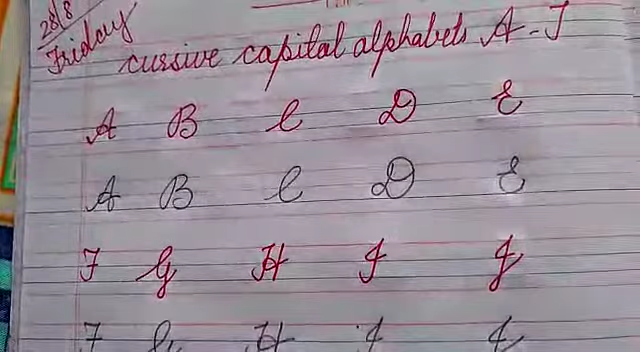 28/8
Friday
cursive capital alphabets A-J
A B C D E
A B C D E
F G H I J
F G H I J